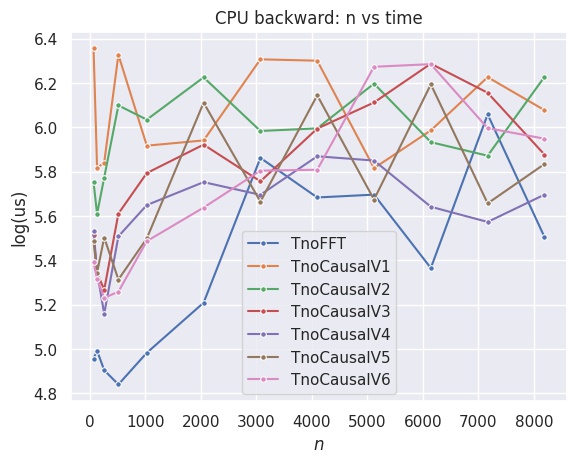 CPU backward: n vs time
log(us)
6.4
6.2
6.0
5.8
5.6
5.4
5.2
5.0
4.8
TnoFFT
TnoCausalV1
TnoCausalV2
TnoCausalV3
TnoCausalV4
TnoCausalV5
TnoCausalV6
0 1000 2000 3000 4000 5000 6000 7000 8000
n